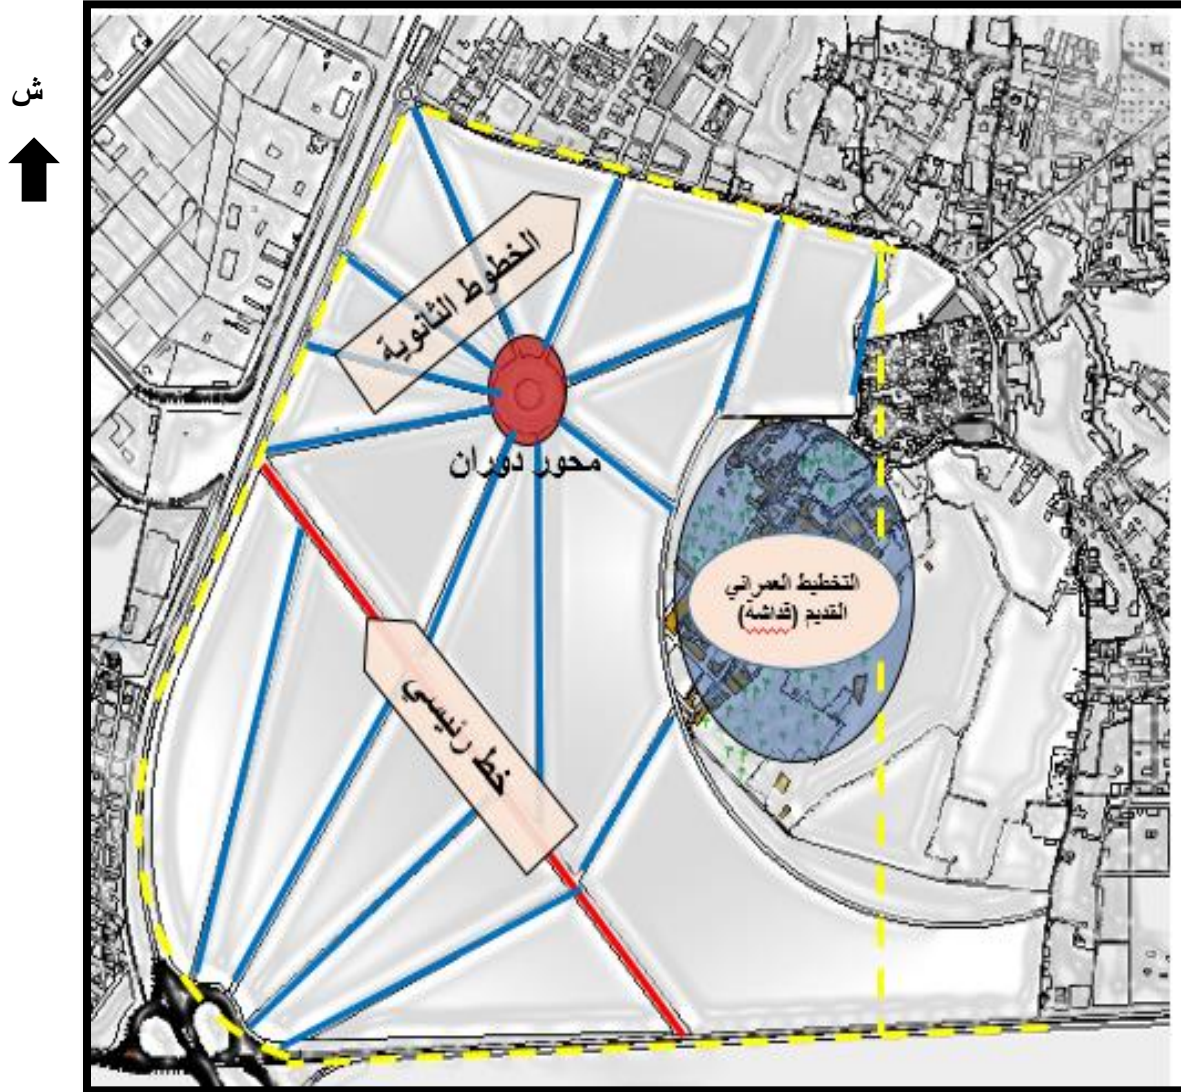 ش
الخطوط الثانوية
محور دوران
التخطيط العمراني
القديم (قداشة)
خط رئيسي